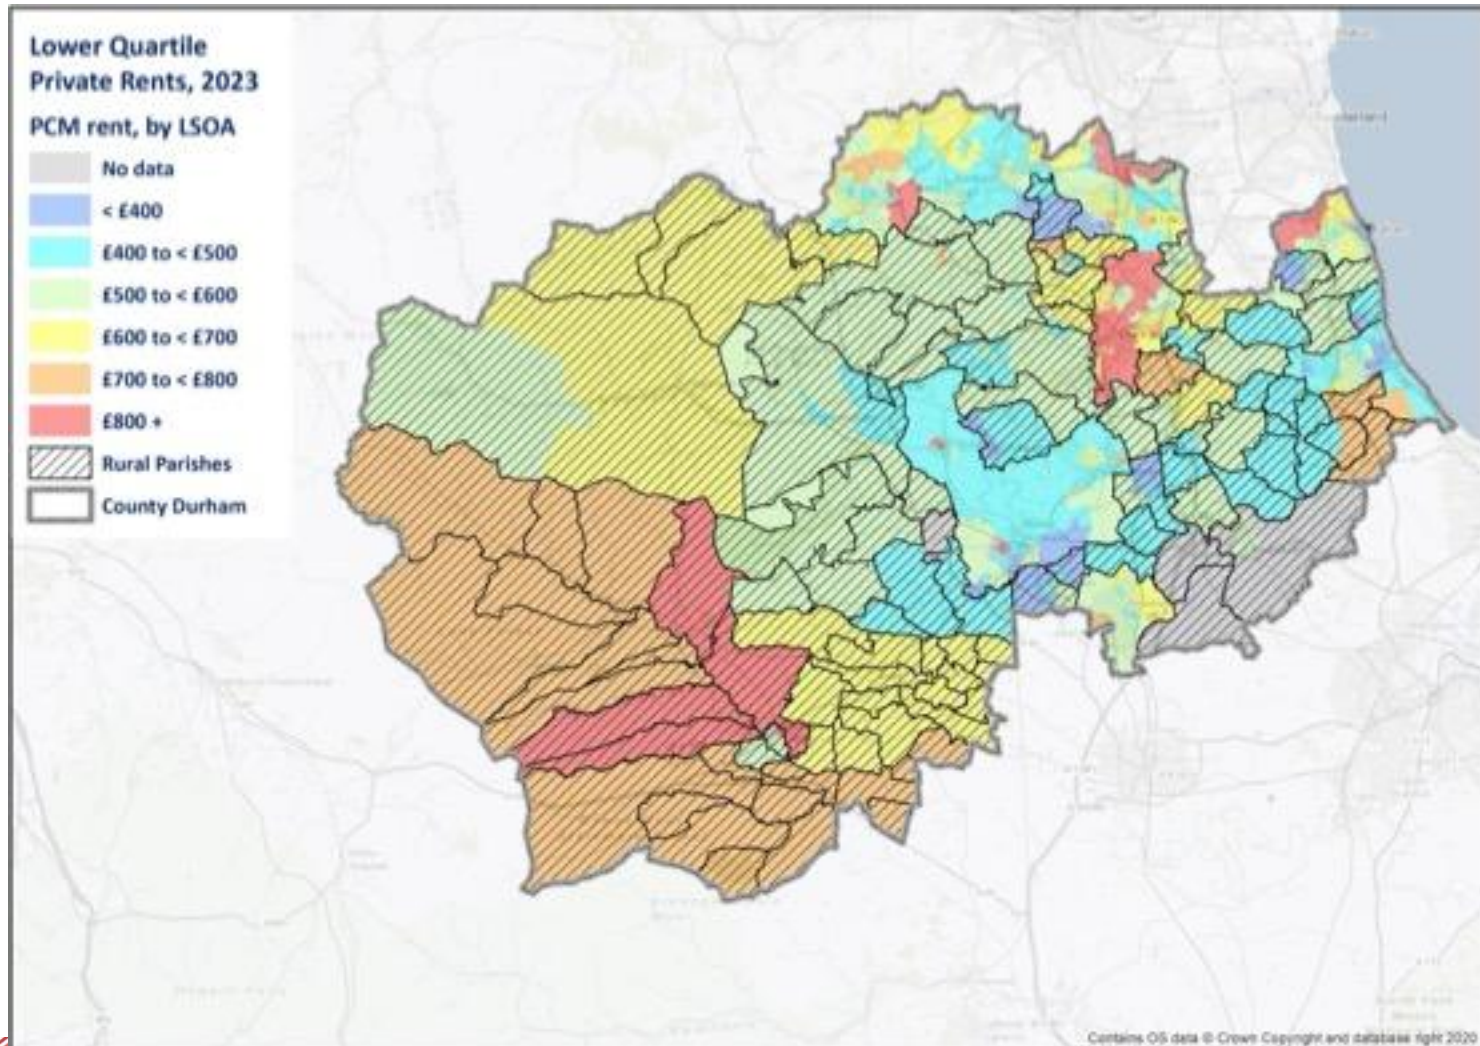 Lower Quartile
Private Rents, 2023
PCM rent, by LSOA
No data
< £400
£400 to < £500
£500 to < £600
£600 to < £700
£700 to < £800
£800 +
Rural Parishes
County Durham
Contains OS data © Crown Copyright and database right 2020